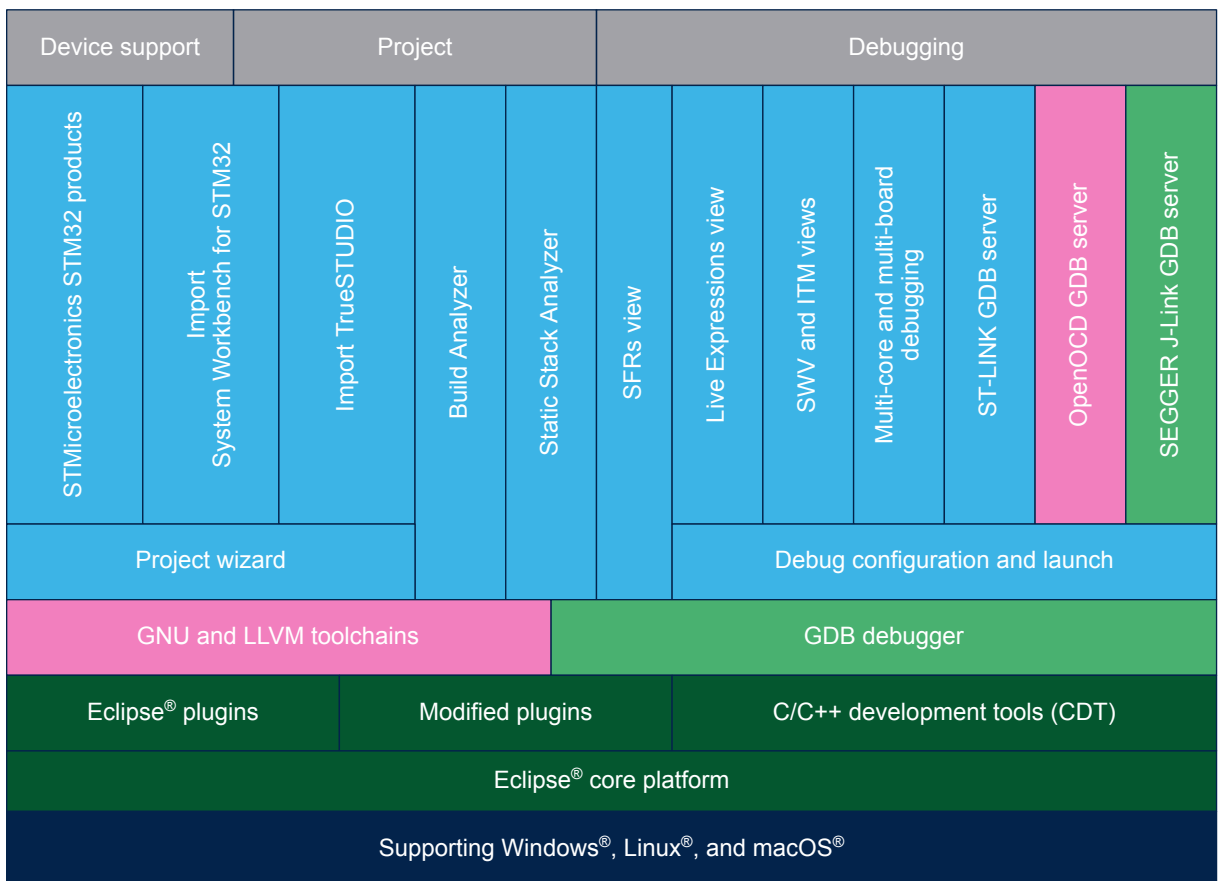 Device support
Project
Debugging
STMicroelectronics STM32 products
Import
System Workbench for STM32
Import TrueSTUDIO
Build Analyzer
Static Stack Analyzer
SFRs view
Live Expressions view
SWV and ITM views
Multi-core and multi-board
debugging
ST-LINK GDB server
OpenOCD GDB server
SEGGER J-Link GDB server
Project wizard
Debug configuration and launch
GNU and LLVM toolchains
GDB debugger
Eclipse® plugins
Modified plugins
C/C++ development tools (CDT)
Eclipse® core platform
Supporting Windows®, Linux®, and macOS®